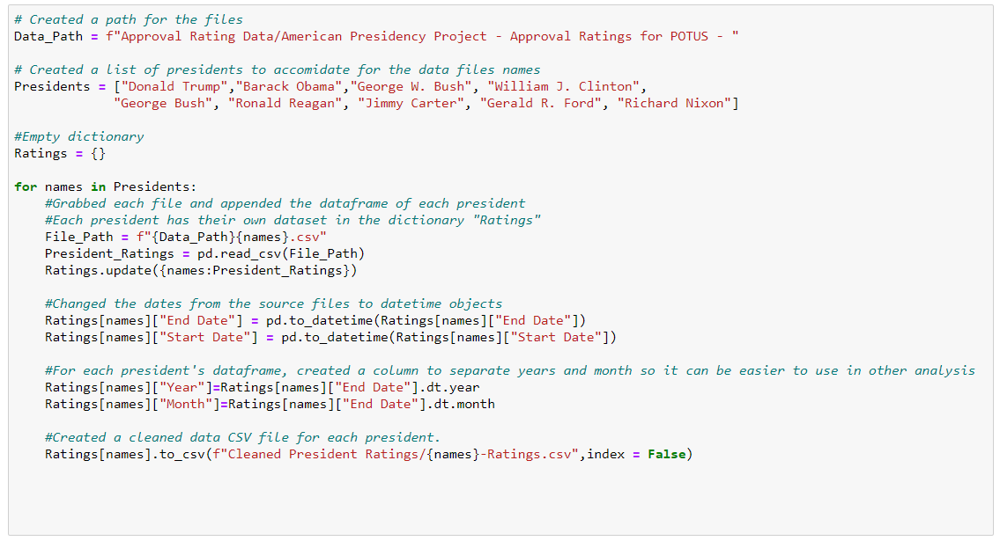 # Created a path for the files
Data_Path = f"Approval Rating Data/American Presidency Project - Approval Ratings for POTUS - "
# Created a list of presidents to accomidate for the data files names
Presidents = ["Donald Trump","Barack Obama","George W. Bush", "William J. Clinton",
"George Bush", "Ronald Reagan", "Jimmy Carter", "Gerald R. Ford", "Richard Nixon"]
#Empty dictionary
Ratings = {}
for names in Presidents:
#Grabbed each file and appended the dataframe of each president
#Each president has their own dataset in the dictionary "Ratings"
File_Path = f"{Data_Path}{names}.csv"
President_Ratings = pd.read_csv(File_Path)
Ratings.update({names:President_Ratings})
#Changed the dates from the source files to datetime objects
Ratings[names]["End Date"] = pd.to_datetime(Ratings[names]["End Date"])
Ratings[names]["Start Date"] = pd.to_datetime(Ratings[names]["Start Date"])
#For each president's dataframe, created a column to separate years and month so it can be easier to use in other analysis
Ratings[names]["Year"]=Ratings[names]["End Date"].dt.year
Ratings[names]["Month"]=Ratings[names]["End Date"].dt.month
#Created a cleaned data CSV file for each president.
Ratings[names].to_csv(f"Cleaned President Ratings/{names}-Ratings.csv",index = False)